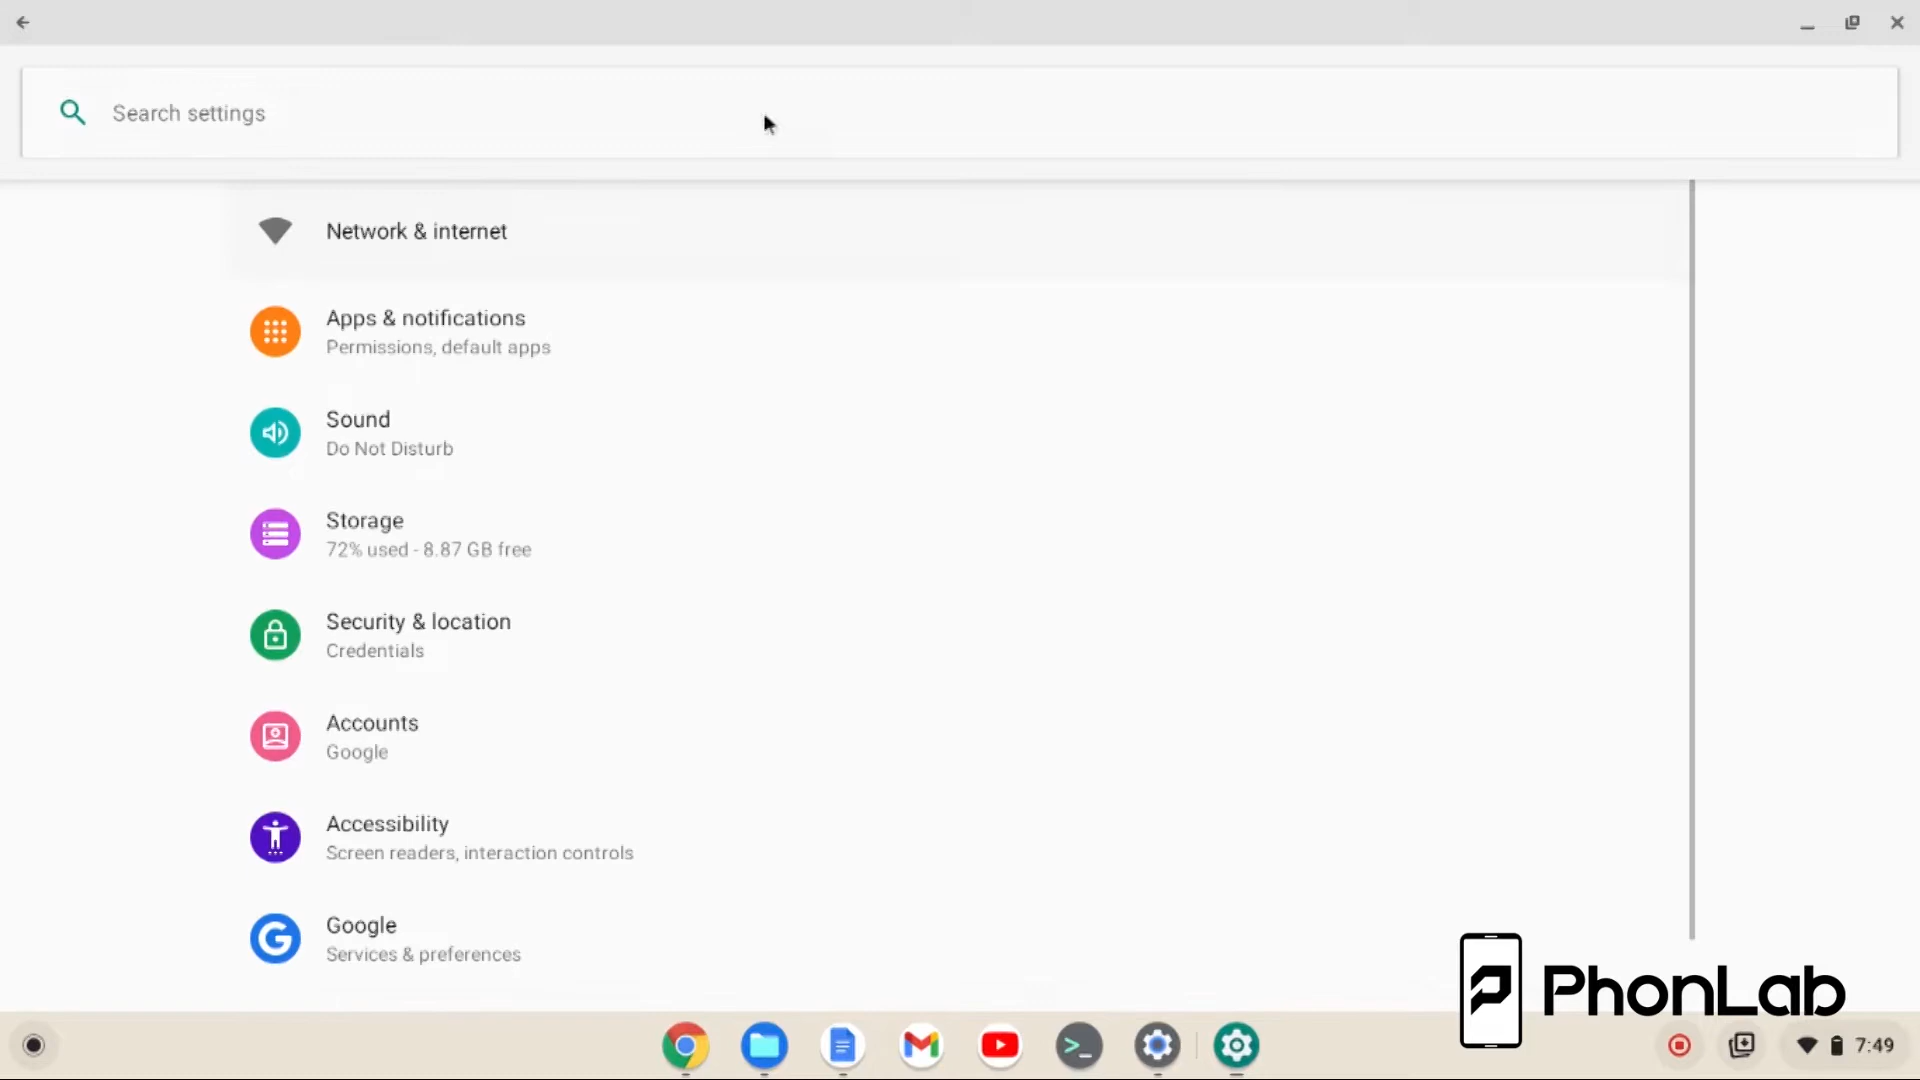 Search settings
Network & internet
Apps & notifications
Permissions, default apps
Sound
Do Not Disturb
Storage
72% used - 8.87 GB free
Security & location
Credentials
Accounts
Google
Accessibility
Screen readers, interaction controls
Google
Services & preferences
PhonLab
7:49